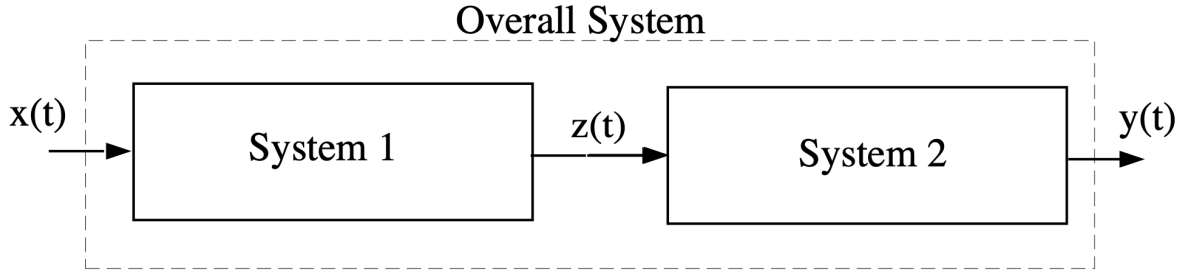 Overall System
x(t)
System 1
z(t)
System 2
y(t)